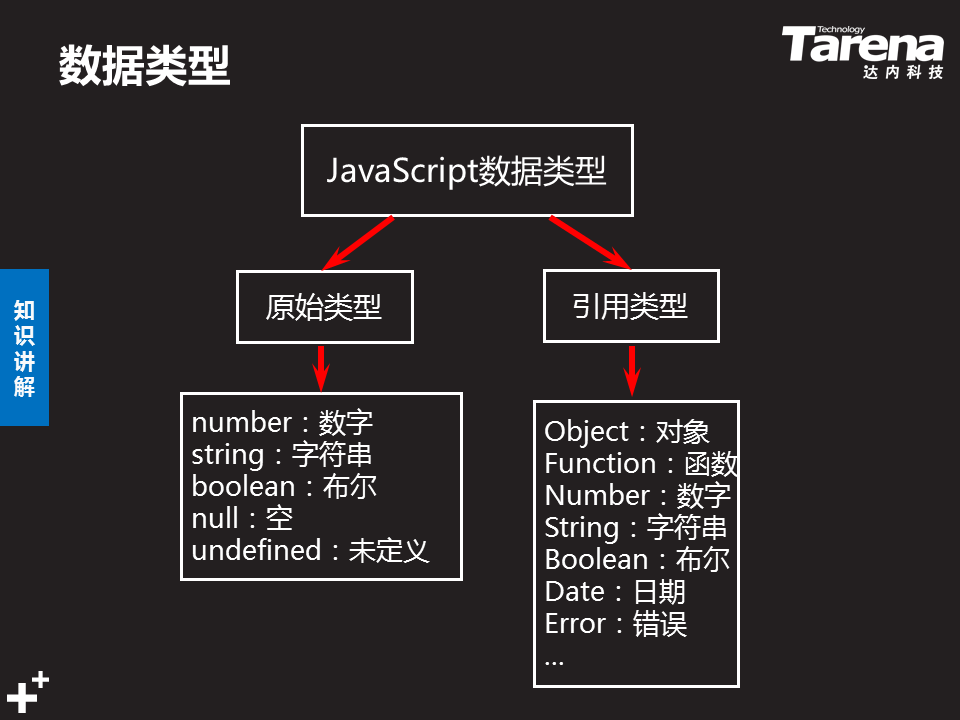 数据类型
Technology
Tarena
达内科技
JavaScript数据类型
原始类型
引用类型
知识讲解
number：数字
string：字符串
boolean：布尔
null：空
undefined：未定义
Object：对象
Function：函数
Number：数字
String：字符串
Boolean：布尔
Date：日期
Error：错误
...